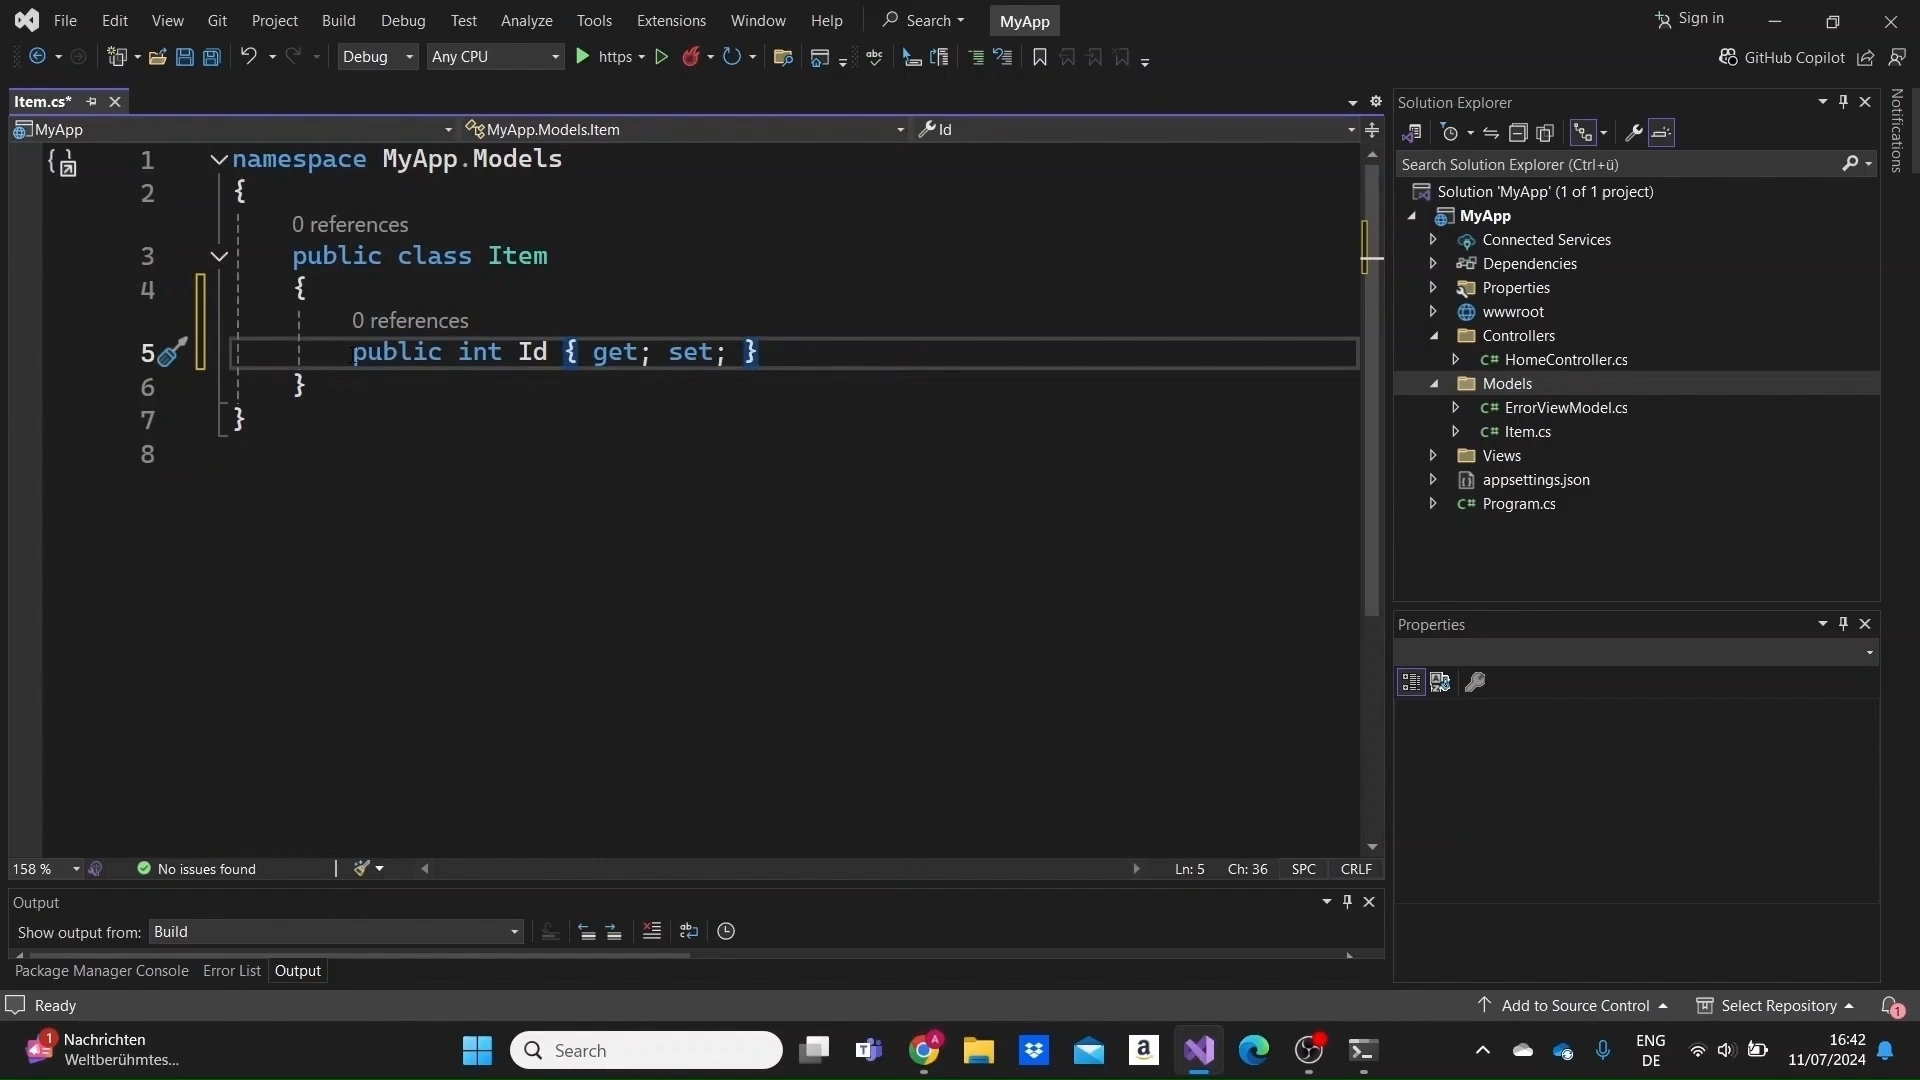 File Edit View Git Project Build Debug Test Analyze Tools Extensions Window Help Search MyApp Sign in
Debug Any CPU https abc GitHub Copilot
Item.cs*
MyApp MyApp.Models.Item Id
1 namespace MyApp.Models
2 {
0 references
3 public class Item
4 {
0 references
5 public int Id { get; set; }
6 }
7 }
8
158 % No issues found Ln: 5 Ch: 36 SPC CRLF
Output
Show output from: Build
Package Manager Console Error List Output
Solution Explorer
Search Solution Explorer (Ctrl+ü)
Solution 'MyApp' (1 of 1 project)
MyApp
Connected Services
Dependencies
Properties
wwwroot
Controllers
C# HomeController.cs
Models
C# ErrorViewModel.cs
C# Item.cs
Views
appsettings.json
C# Program.cs
Properties
Notifications
Ready Add to Source Control Select Repository 1
1 Nachrichten
Weltberühmtes...
Search
A
ENG
DE
16:42
11/07/2024